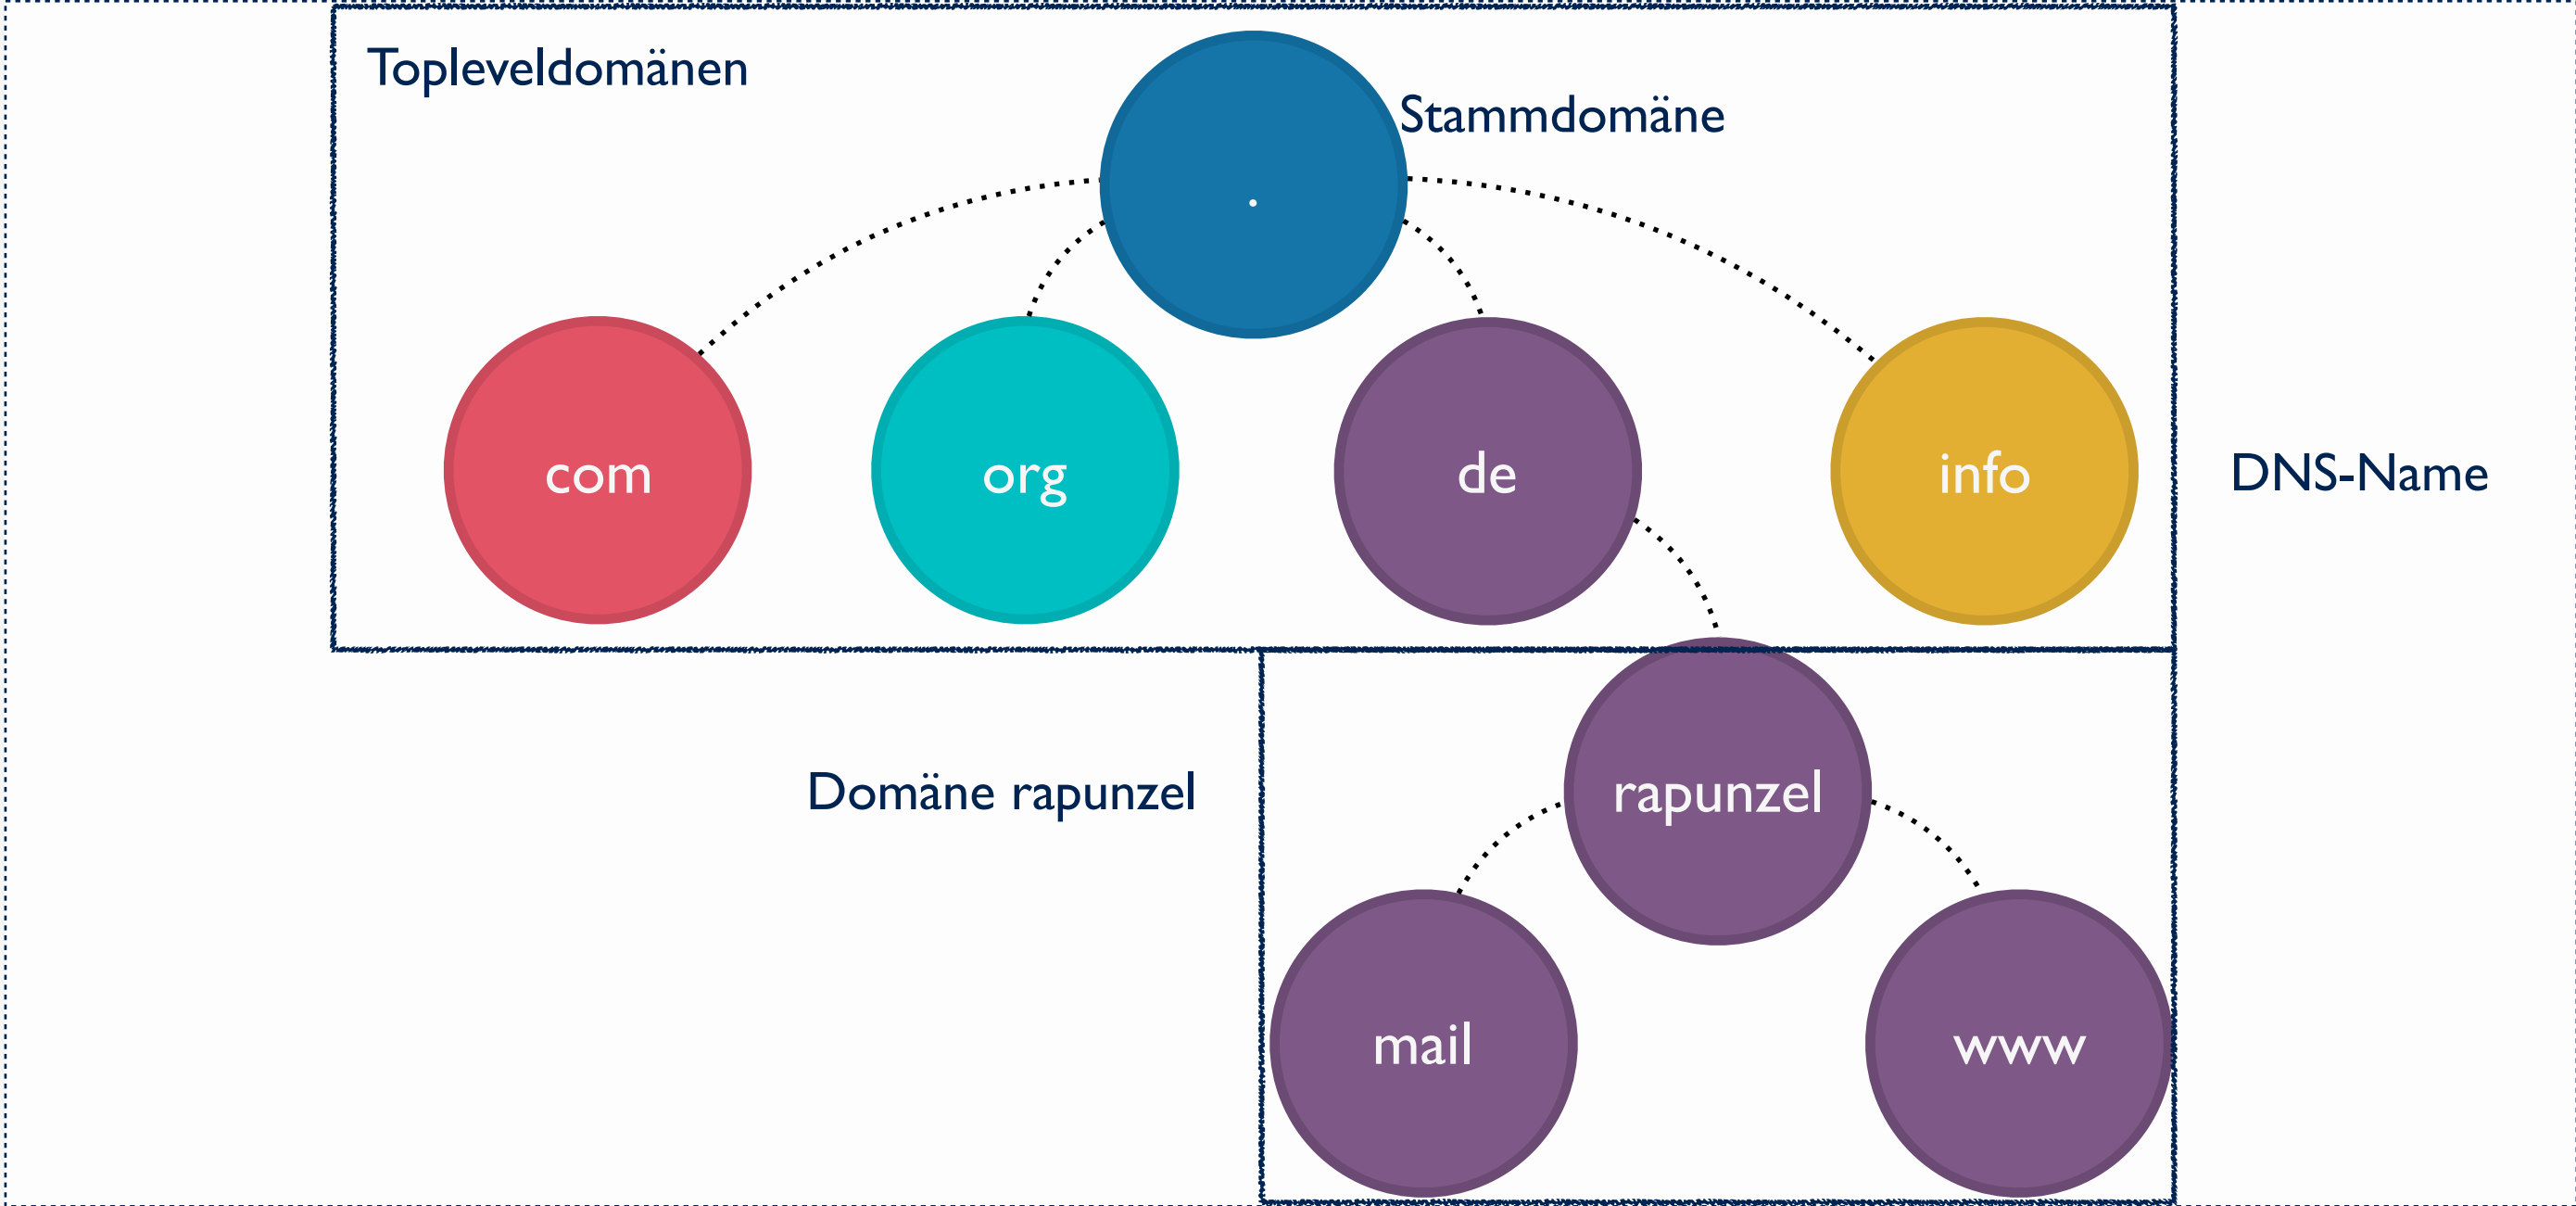 Topleveldomänen
Stammdomäne
.
com
org
de
info
DNS-Name
Domäne rapunzel
rapunzel
mail
www